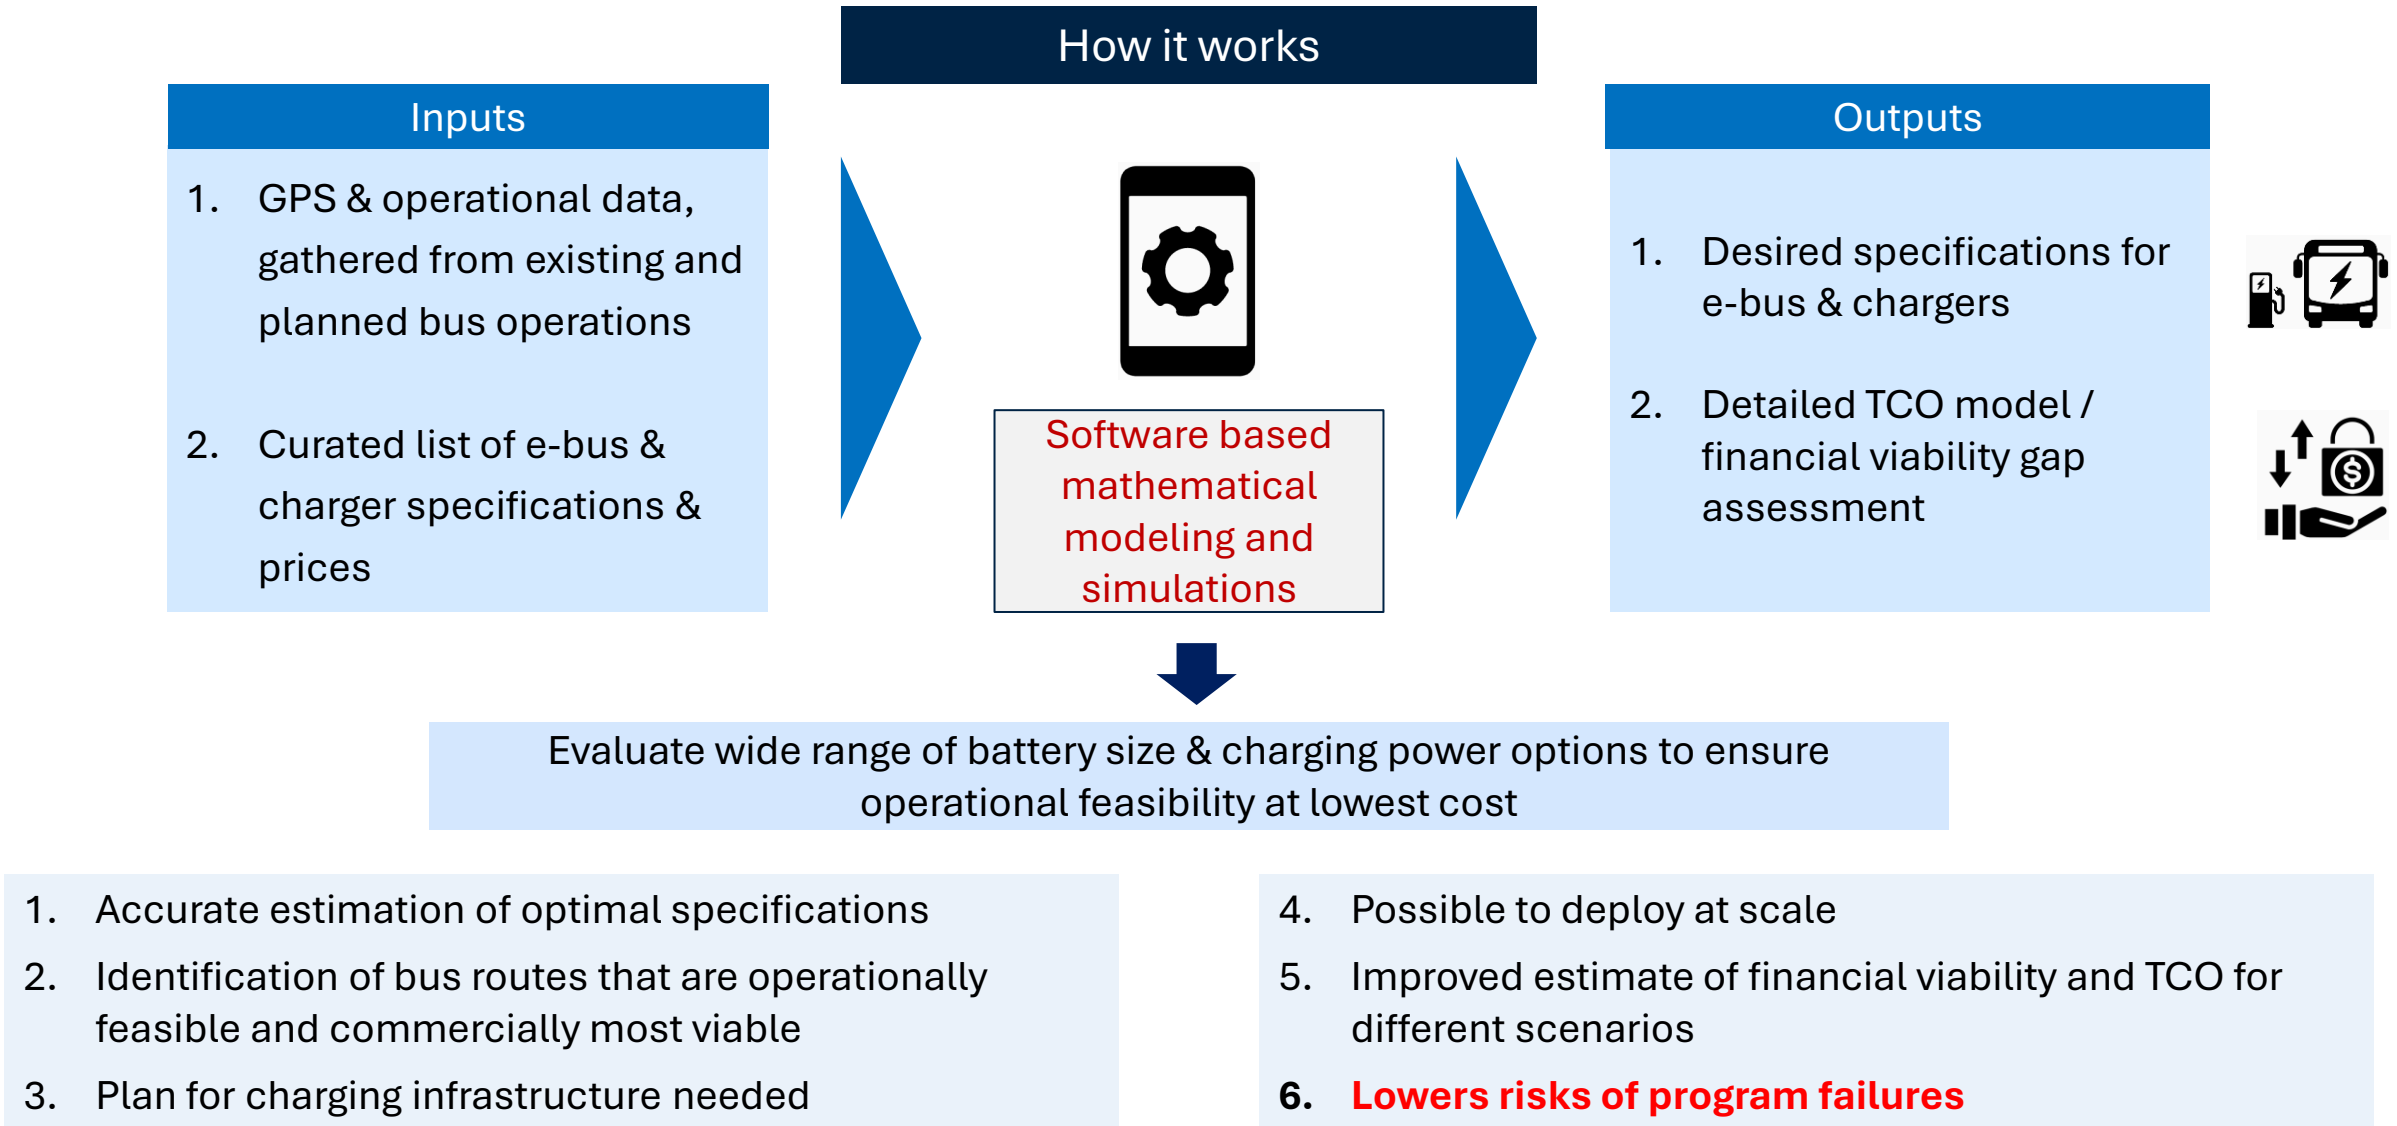 How it works
Inputs
1. GPS & operational data,
gathered from existing and
planned bus operations
2. Curated list of e-bus &
charger specifications &
prices
Software based
mathematical
modeling and
simulations
Outputs
1. Desired specifications for
e-bus & chargers
2. Detailed TCO model /
financial viability gap
assessment
$
Evaluate wide range of battery size & charging power options to ensure
operational feasibility at lowest cost
1. Accurate estimation of optimal specifications
2. Identification of bus routes that are operationally
feasible and commercially most viable
3. Plan for charging infrastructure needed
4. Possible to deploy at scale
5. Improved estimate of financial viability and TCO for
different scenarios
6. Lowers risks of program failures